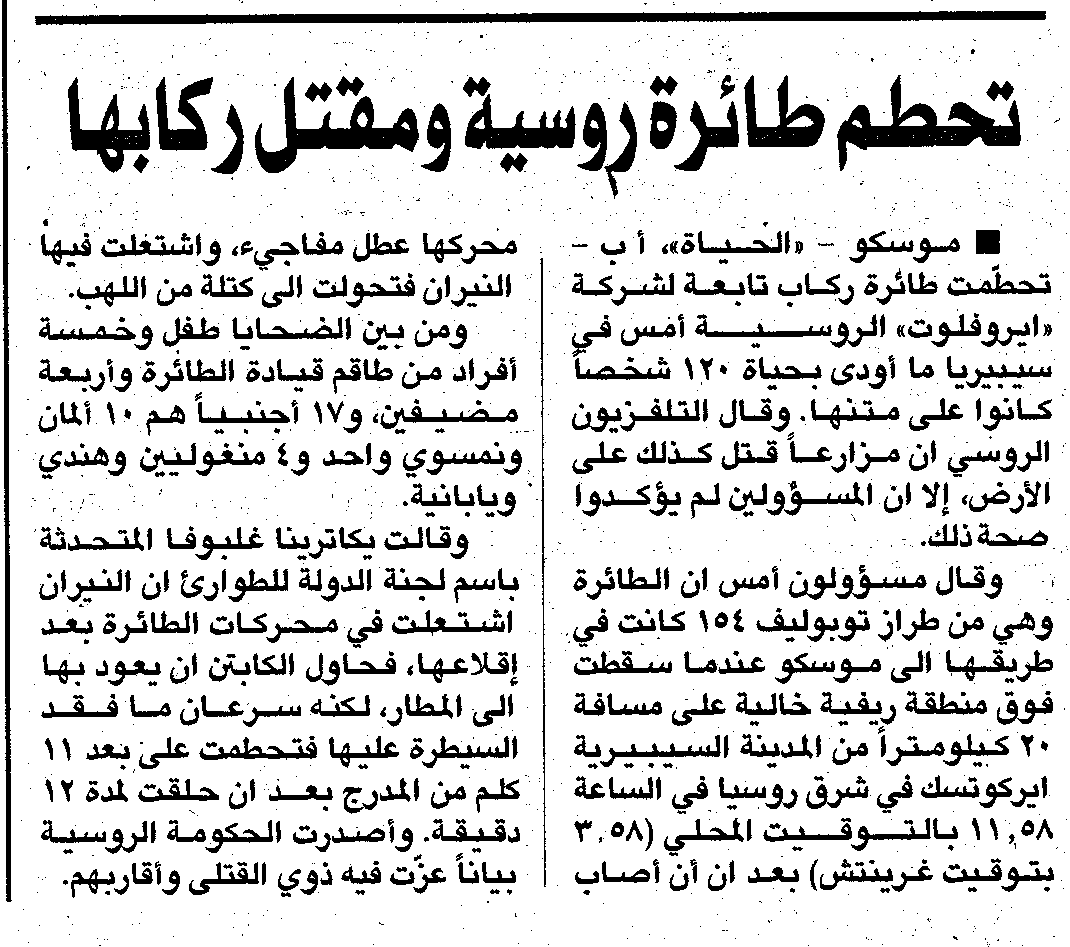 تحطم طائرة روسية ومقتل ركابها
■ موسكو - «الحياة»، أ ب -
تحطّمت طائرة ركاب تابعة لشركة
«ايروفلوت» الروسية أمس في
سيبيريا ما أودى بحياة ١٢٠ شخصاً
كانوا على متنها. وقال التلفزيون
الروسي ان مزارعاً قتل كذلك على
الأرض، إلا ان المسؤولين لم يؤكدوا
صحة ذلك.
وقال مسؤولون أمس ان الطائرة
وهي من طراز توبوليف ١٥٤ كانت في
طريقها الى موسكو عندما سقطت
فوق منطقة ريفية خالية على مسافة
٢٠ كيلومتراً من المدينة السيبيرية
ايركوتسك في شرق روسيا في الساعة
١١,٥٨ بالتوقيت المحلي (٣,٥٨
بتوقيت غرينتش) بعد ان أن أصاب
محركها عطل مفاجيء، واشتعلت فيها
النيران فتحولت الى كتلة من اللهب.
ومن بين الضحايا طفل وخمسة
أفراد من طاقم قيادة الطائرة وأربعة
مضيفين، و١٧ أجنبياً هم ١٠ ألمان
ونمسوي واحد و٤ منغوليين وهندي
ويابانية.
وقالت يكاترينا غلبوفا المتحدثة
باسم لجنة الدولة للطوارئ ان النيران
اشتعلت في محركات الطائرة بعد
إقلاعها، فحاول الكابتن ان يعود بها
الى المطار، لكنه سرعان ما فقد
السيطرة عليها فتحطمت على بعد ١١
كلم من المدرج بعد ان حلقت لمدة ١٢
دقيقة. وأصدرت الحكومة الروسية
بياناً عزّت فيه ذوي القتلى وأقاربهم.